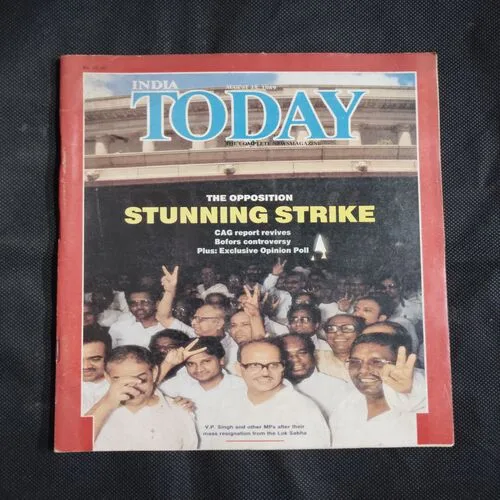 INDIA
AUGUST 15, 1989
TODAY
THE COMPLETE NEWSMAGAZINE
THE OPPOSITION
STUNNING STRIKE
CAG report revives
Bofors controversy
Plus: Exclusive Opinion Poll
V.P. Singh and other MPs after their
mass resignation from the Lok Sabha